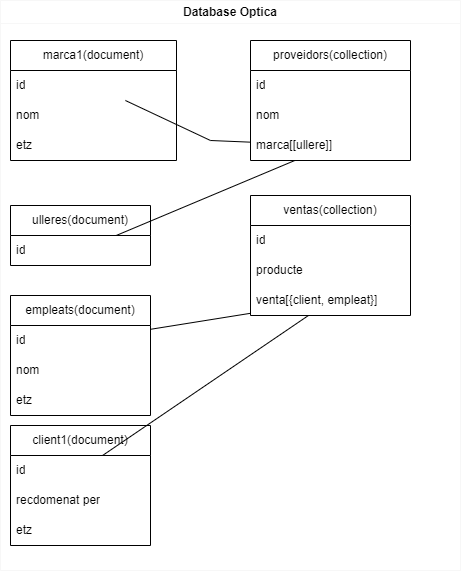 Database Optica
marca1(document)
id
nom
etz
proveidors(collection)
id
nom
marca[[ullere]]
ulleres(document)
id
ventas(collection)
id
producte
venta[{client, empleat}]
empleats(document)
id
nom
etz
client1(document)
id
recdomenat per
etz